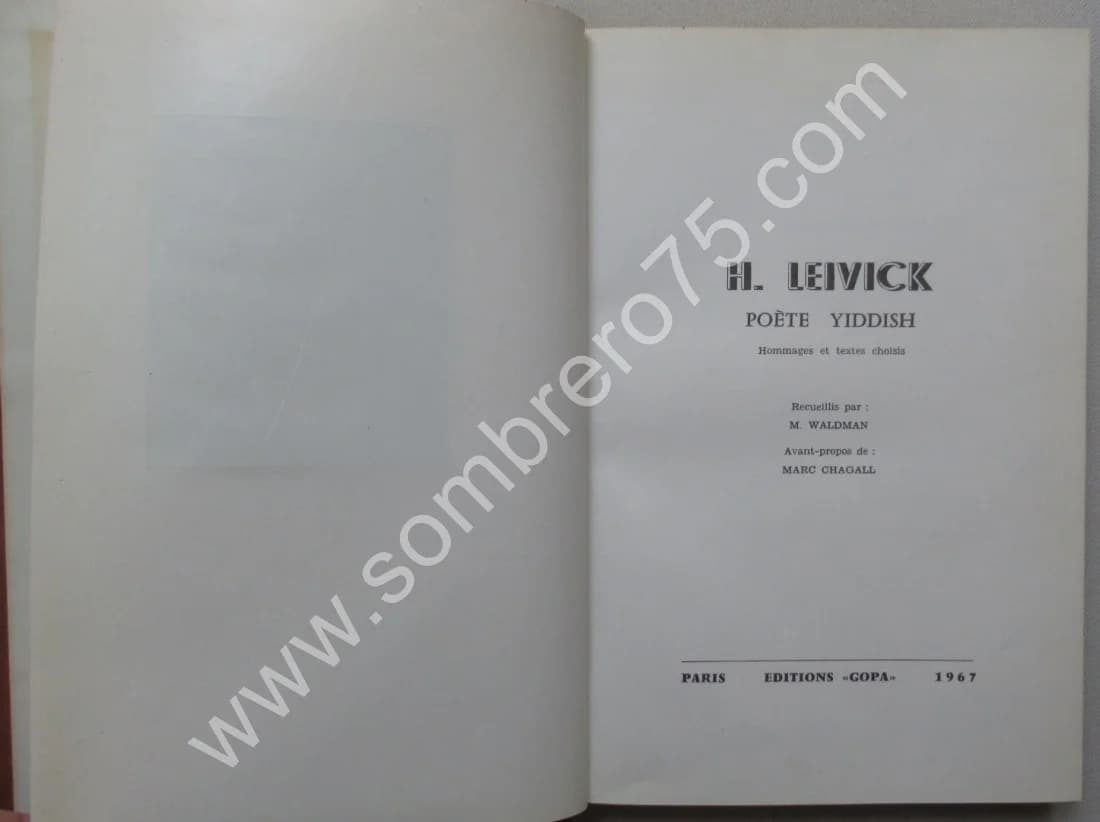 H. LEIVICK
POÈTE YIDDISH
Hommages et textes choisis
Recueillis par :
M. WALDMAN
Avant-propos de :
MARC CHAGALL
PARIS EDITIONS «GOPA» 1967
www.sombrero75.com